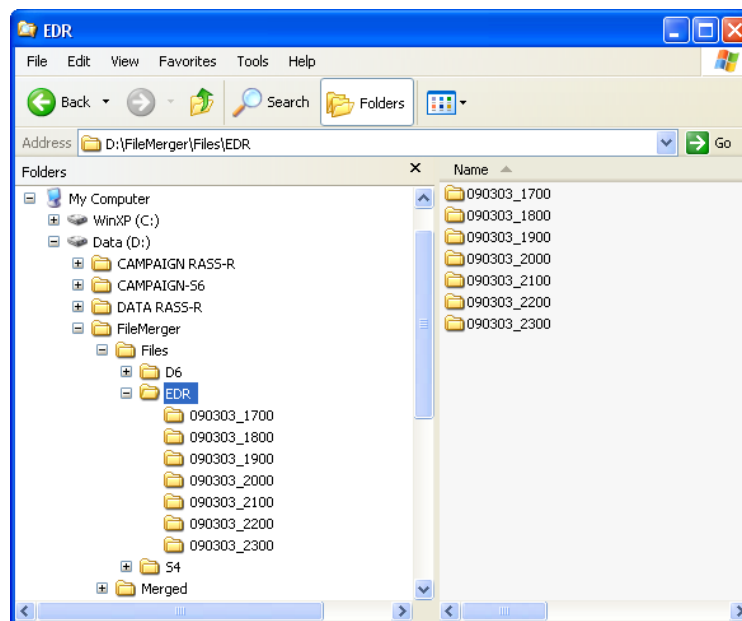 EDR
File Edit View Favorites Tools Help
Back Search Folders
Address D:\FileMerger\Files\EDR Go
Folders
My Computer
WinXP (C:)
Data (D:)
CAMPAIGN RASS-R
CAMPAIGN-S6
DATA RASS-R
FileMerger
Files
D6
EDR
090303_1700
090303_1800
090303_1900
090303_2000
090303_2100
090303_2200
090303_2300
S4
Merged
Name
090303_1700
090303_1800
090303_1900
090303_2000
090303_2100
090303_2200
090303_2300